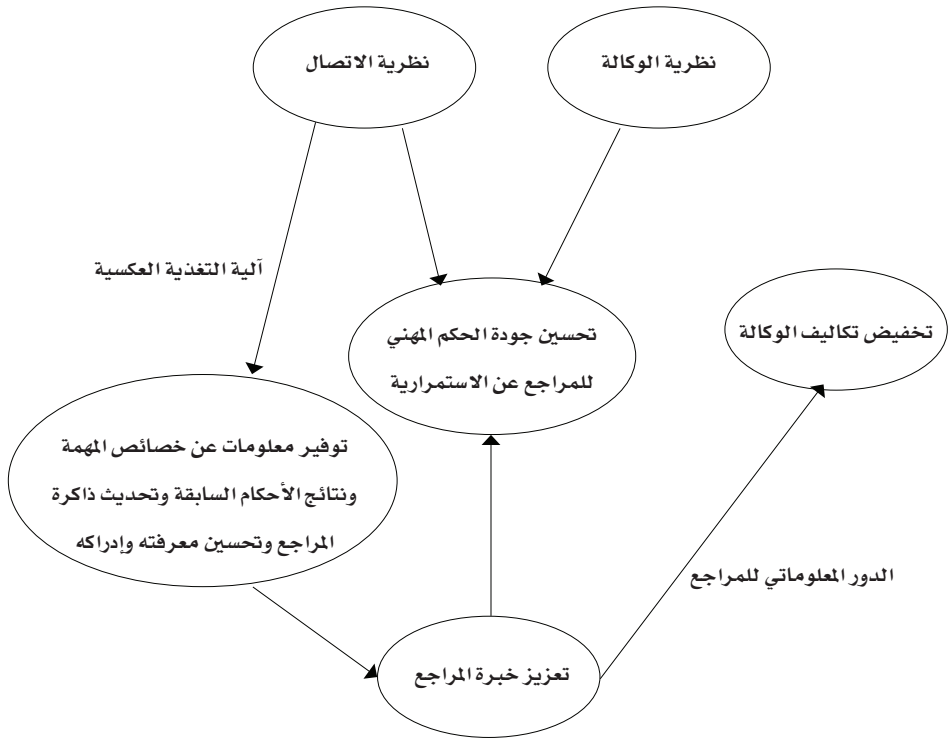 نظرية الوكالة
نظرية الاتصال
آلية التغذية العكسية
تخفيض تكاليف الوكالة
تحسين جودة الحكم المهني
للمراجع عن الاستمرارية
توفير معلومات عن خصائص المهمة
ونتائج الأحكام السابقة وتحديث ذاكرة
المراجع وتحسين معرفته وإدراكه
الدور المعلوماتي للمراجع
تعزيز خبرة المراجع